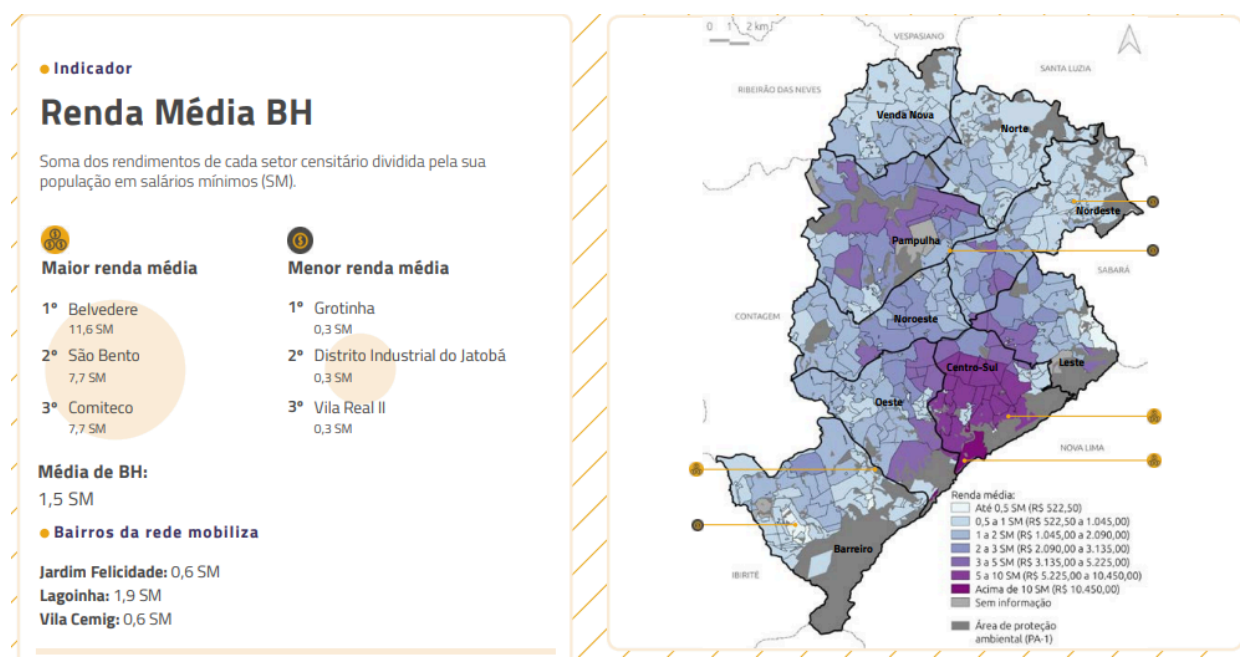 Indicador
Renda Média BH
Soma dos rendimentos de cada setor censitário dividida pela sua
população em salários mínimos (SM).
Maior renda média
1º Belvedere
11,6 SM
2º São Bento
7,7 SM
3º Comiteco
7,7 SM
Menor renda média
1º Grotinha
0,3 SM
2º Distrito Industrial do Jatobá
0,3 SM
3º Vila Real II
0,3 SM
Média de BH:
1,5 SM
Bairros da rede mobiliza
Jardim Felicidade: 0,6 SM
Lagoinha: 1,9 SM
Vila Cemig: 0,6 SM
0 1 2 km
VESPASIANO
SANTA LUZIA
RIBEIRÃO DAS NEVES
Venda Nova
Norte
Nordeste
Pampulha
SABARÁ
CONTAGEM
Noroeste
Leste
Centro-Sul
Oeste
NOVA LIMA
Barreiro
IBIRITÉ
Renda média:
Até 0,5 SM (R$ 522,50)
0,5 a 1 SM (R$ 522,50 a 1.045,00)
1 a 2 SM (R$ 1.045,00 a 2.090,00)
2 a 3 SM (R$ 2.090,00 a 3.135,00)
3 a 5 SM (R$ 3.135,00 a 5.225,00)
5 a 10 SM (R$ 5.225,00 a 10.450,00)
Acima de 10 SM (R$ 10.450,00)
Sem informação
Área de proteção
ambiental (PA-1)